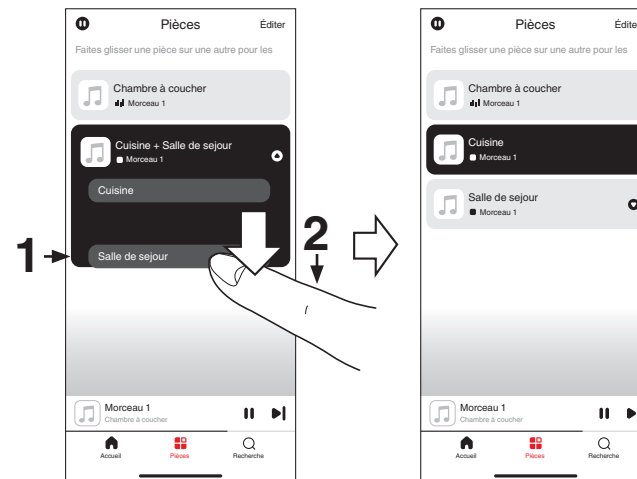 Pièces
Éditer
Faites glisser une pièce sur une autre pour les
Chambre à coucher
Morceau 1
Cuisine + Salle de sejour
Morceau 1
Cuisine
1
Salle de sejour
2
Morceau 1
Chambre à coucher
Accueil
Pièces
Recherche
Pièces
Édite
Faites glisser une pièce sur une autre pour les
Chambre à coucher
Morceau 1
Cuisine
Morceau 1
Salle de sejour
Morceau 1
Morceau 1
Chambre à coucher
Accueil
Pièces
Recherche